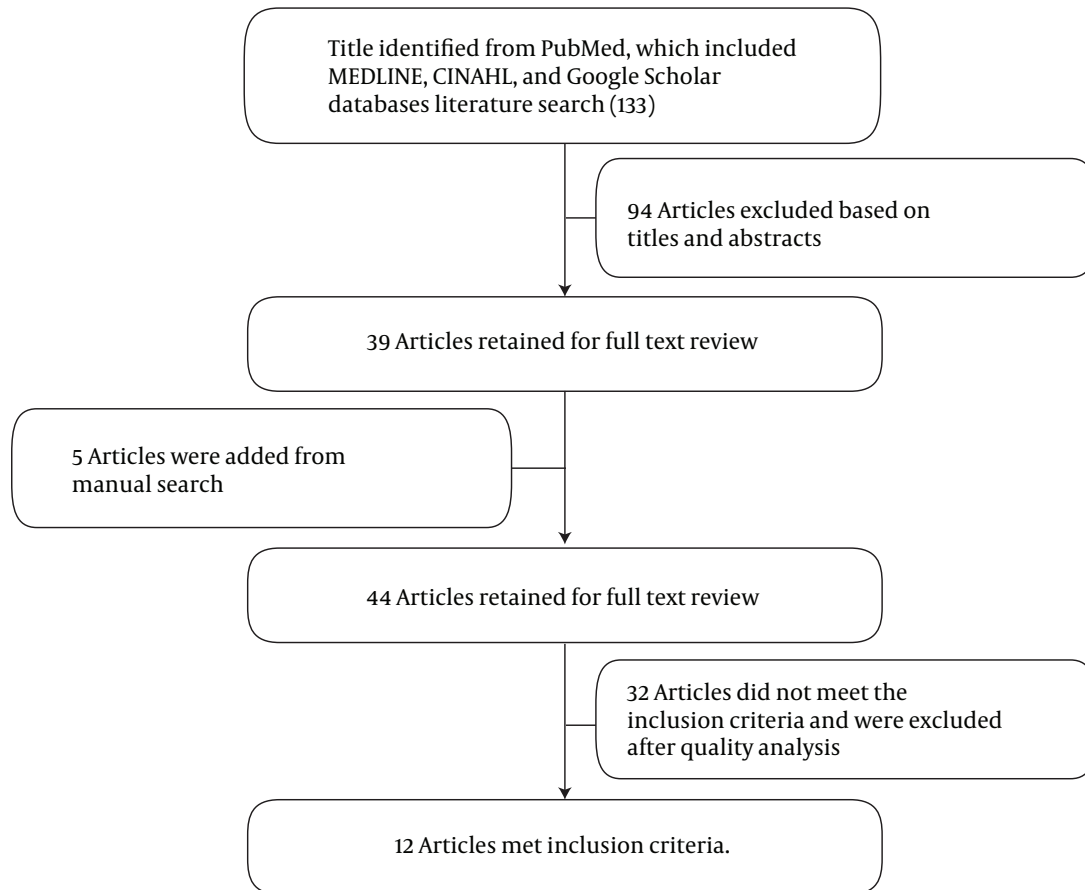 Title identified from PubMed, which included
MEDLINE, CINAHL, and Google Scholar
databases literature search (133)
94 Articles excluded based on
titles and abstracts
39 Articles retained for full text review
5 Articles were added from
manual search
44 Articles retained for full text review
32 Articles did not meet the
inclusion criteria and were excluded
after quality analysis
12 Articles met inclusion criteria.